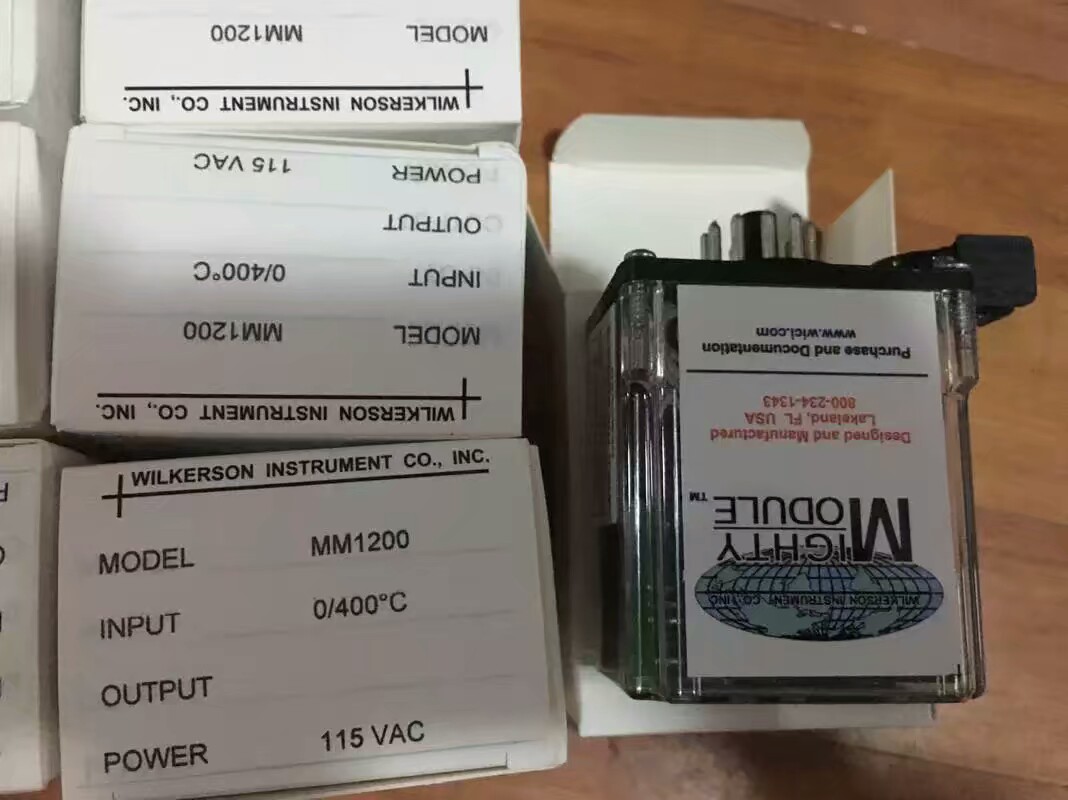 MODEL MM1200
WILKERSON INSTRUMENT CO., INC.
POWER 115 VAC
OUTPUT
INPUT 0/400°C
MODEL MM1200
WILKERSON INSTRUMENT CO., INC.
WILKERSON INSTRUMENT CO., INC.
MODEL MM1200
INPUT 0/400°C
OUTPUT
POWER 115 VAC
WILKERSON INSTRUMENT CO., INC.
MIGHTY
MODULE™
Designed and Manufactured
Lakeland, FL USA
800-234-1343
Purchase and Documentation
www.wici.com